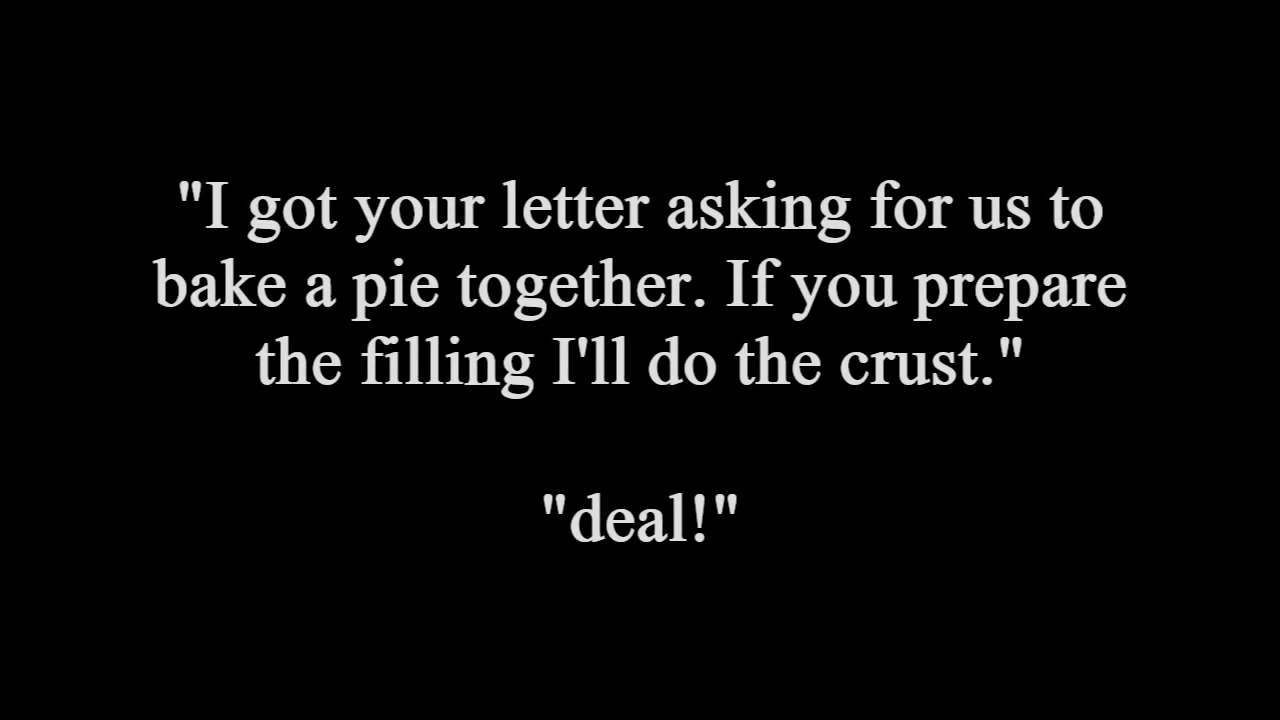 "I got your letter asking for us to
bake a pie together. If you prepare
the filling I'll do the crust."
"deal!"